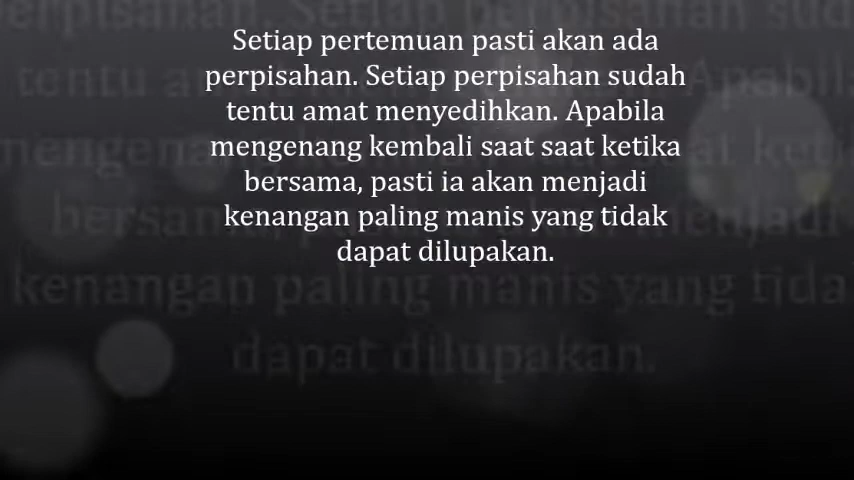 Setiap pertemuan pasti akan ada
perpisahan. Setiap perpisahan sudah
tentu amat menyedihkan. Apabila
mengenang kembali saat saat ketika
bersama, pasti ia akan menjadi
kenangan paling manis yang tidak
dapat dilupakan.